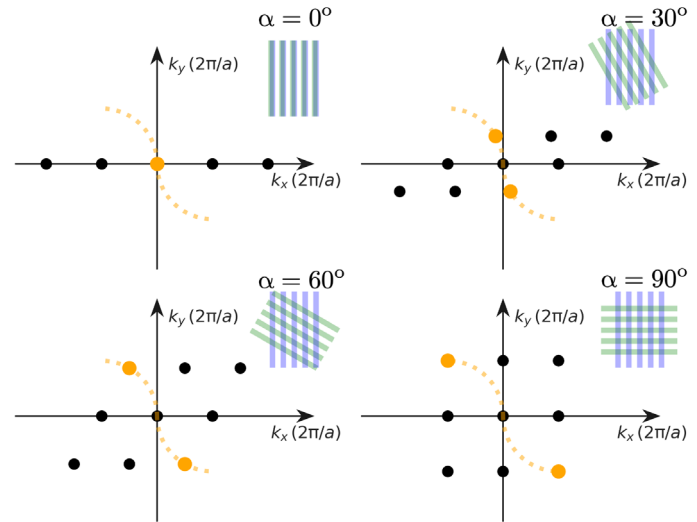 α = 0°
k_y (2π/a)
k_x (2π/a)
α = 30°
k_y (2π/a)
k_x (2π/a)
α = 60°
k_y (2π/a)
k_x (2π/a)
α = 90°
k_y (2π/a)
k_x (2π/a)